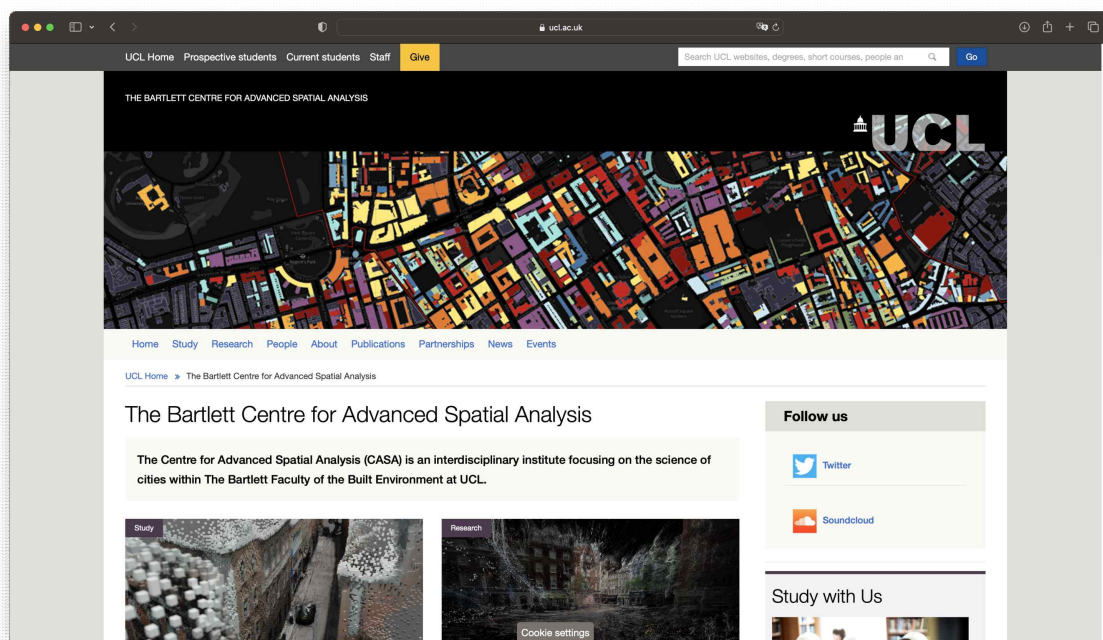 ucl.ac.uk
UCL Home Prospective students Current students Staff Give
Search UCL websites, degrees, short courses, people an
Go
THE BARTLETT CENTRE FOR ADVANCED SPATIAL ANALYSIS
UCL
Home Study Research People About Publications Partnerships News Events
UCL Home » The Bartlett Centre for Advanced Spatial Analysis
The Bartlett Centre for Advanced Spatial Analysis
The Centre for Advanced Spatial Analysis (CASA) is an interdisciplinary institute focusing on the science of
cities within The Bartlett Faculty of the Built Environment at UCL.
Study
Research
Cookie settings
Follow us
Twitter
Soundcloud
Study with Us